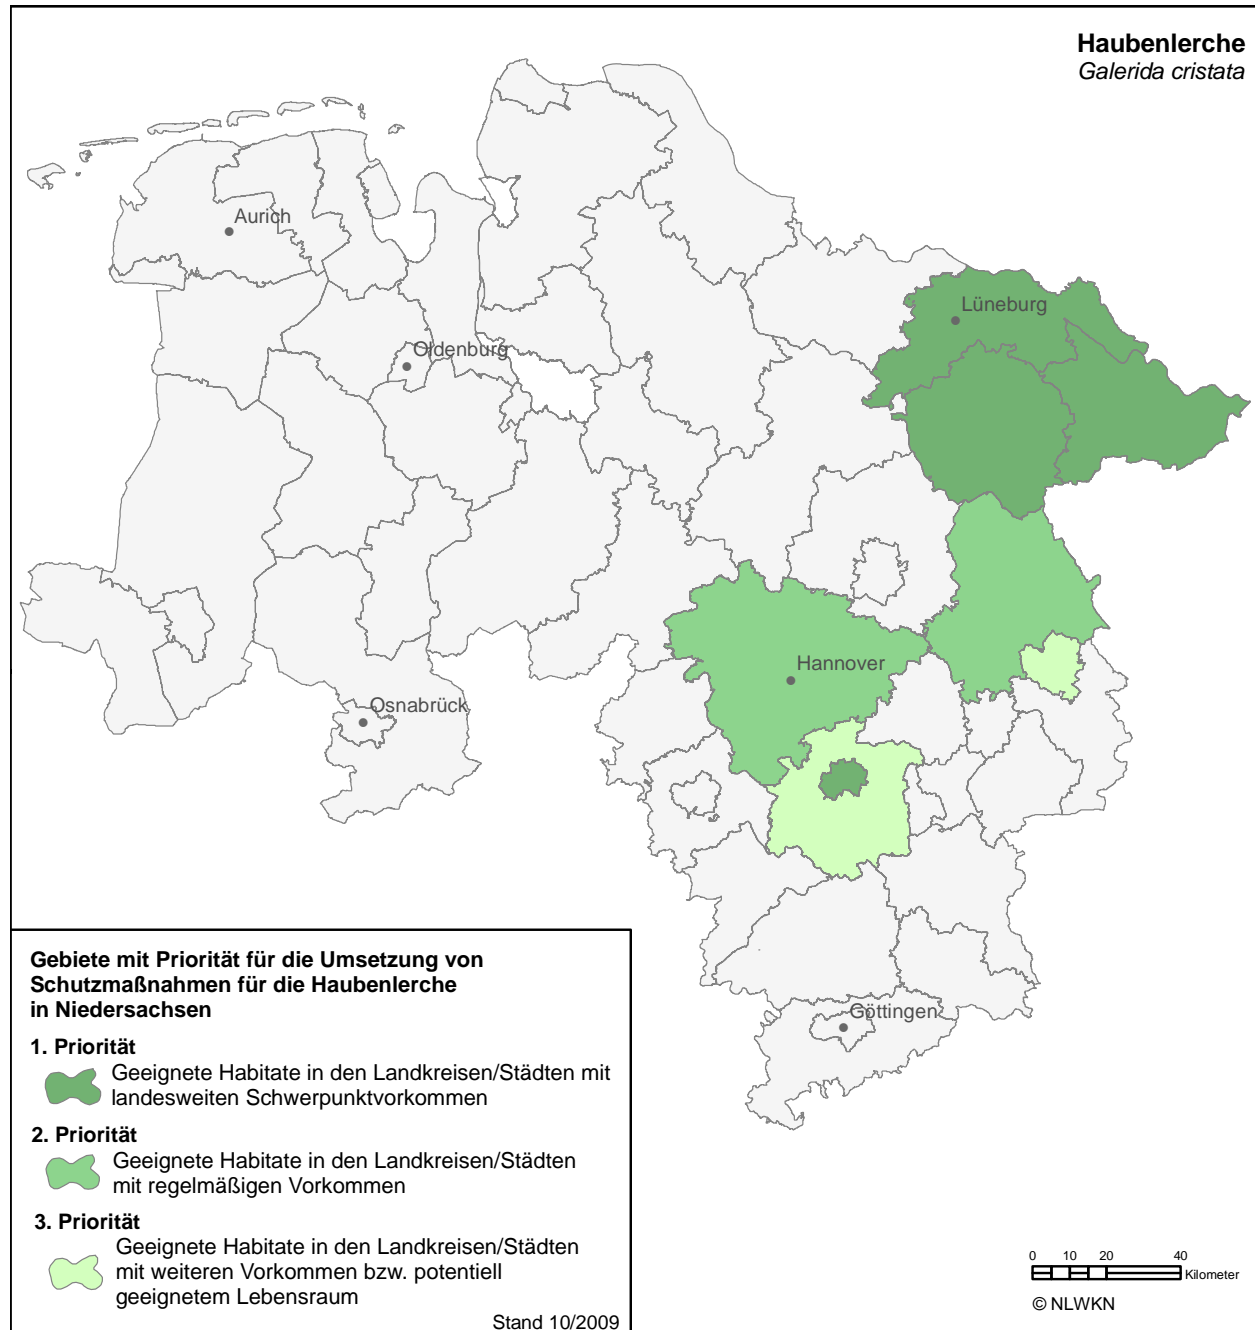 Haubenlerche
Galerida cristata
Aurich
Lüneburg
Oldenburg
Hannover
Osnabrück
Göttingen
Gebiete mit Priorität für die Umsetzung von
Schutzmaßnahmen für die Haubenlerche
in Niedersachsen
1. Priorität
Geeignete Habitate in den Landkreisen/Städten mit
landesweiten Schwerpunktvorkommen
2. Priorität
Geeignete Habitate in den Landkreisen/Städten
mit regelmäßigen Vorkommen
3. Priorität
Geeignete Habitate in den Landkreisen/Städten
mit weiteren Vorkommen bzw. potentiell
geeignetem Lebensraum
Stand 10/2009
0 10 20 40
Kilometer
© NLWKN